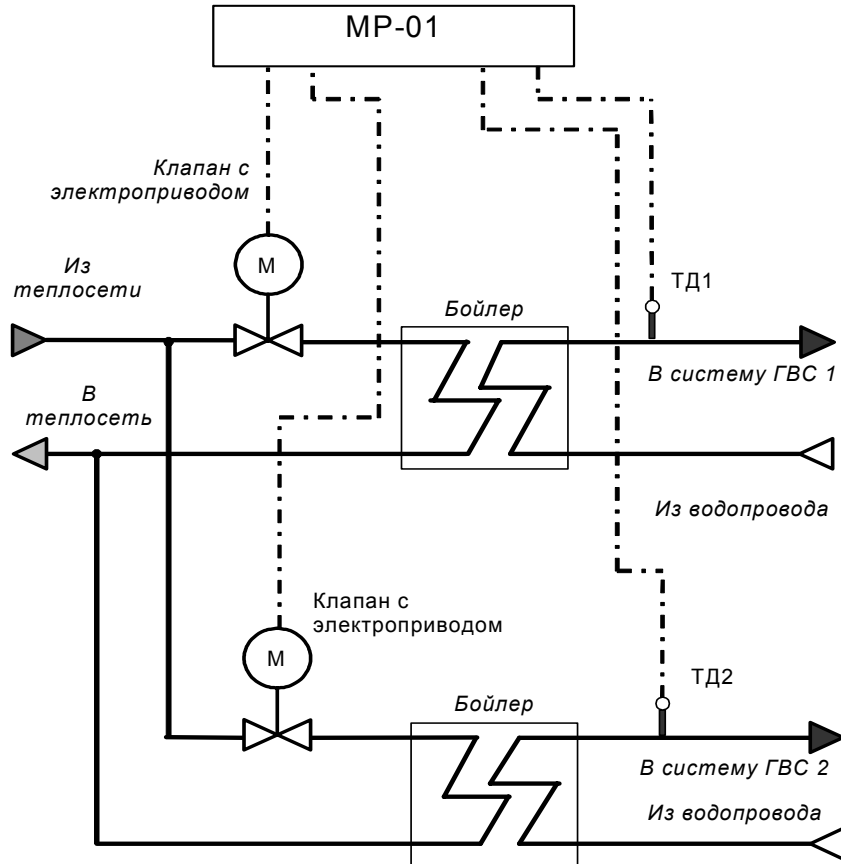 МР-01
Клапан с
электроприводом
М
Из
теплосети
ТД1
Бойлер
В систему ГВС 1
В
теплосеть
Из водопровода
Клапан с
электроприводом
М
ТД2
Бойлер
В систему ГВС 2
Из водопровода